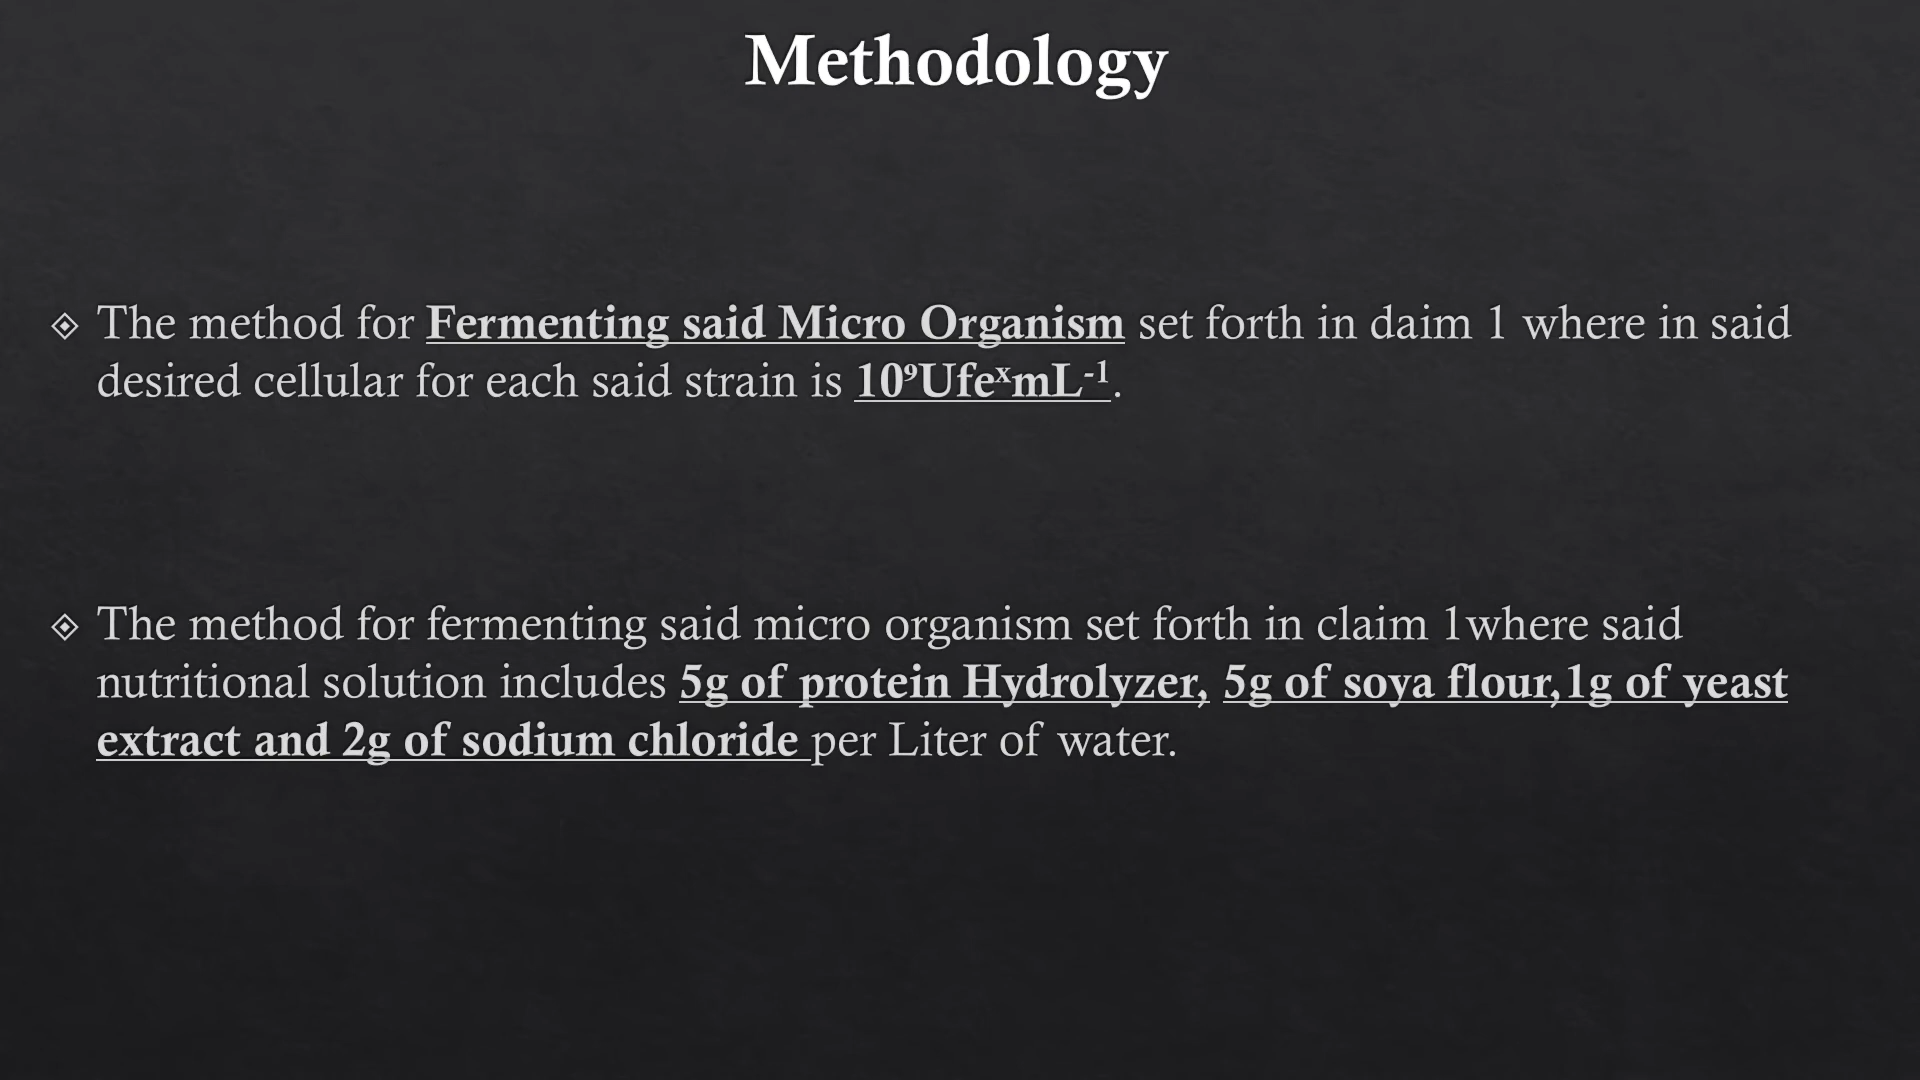 Methodology
The method for Fermenting said Micro Organism set forth in daim 1 where in said
desired cellular for each said strain is 10⁹UfeˣmL⁻¹.
The method for fermenting said micro organism set forth in claim 1where said
nutritional solution includes 5g of protein Hydrolyzer, 5g of soya flour,1g of yeast
extract and 2g of sodium chloride per Liter of water.